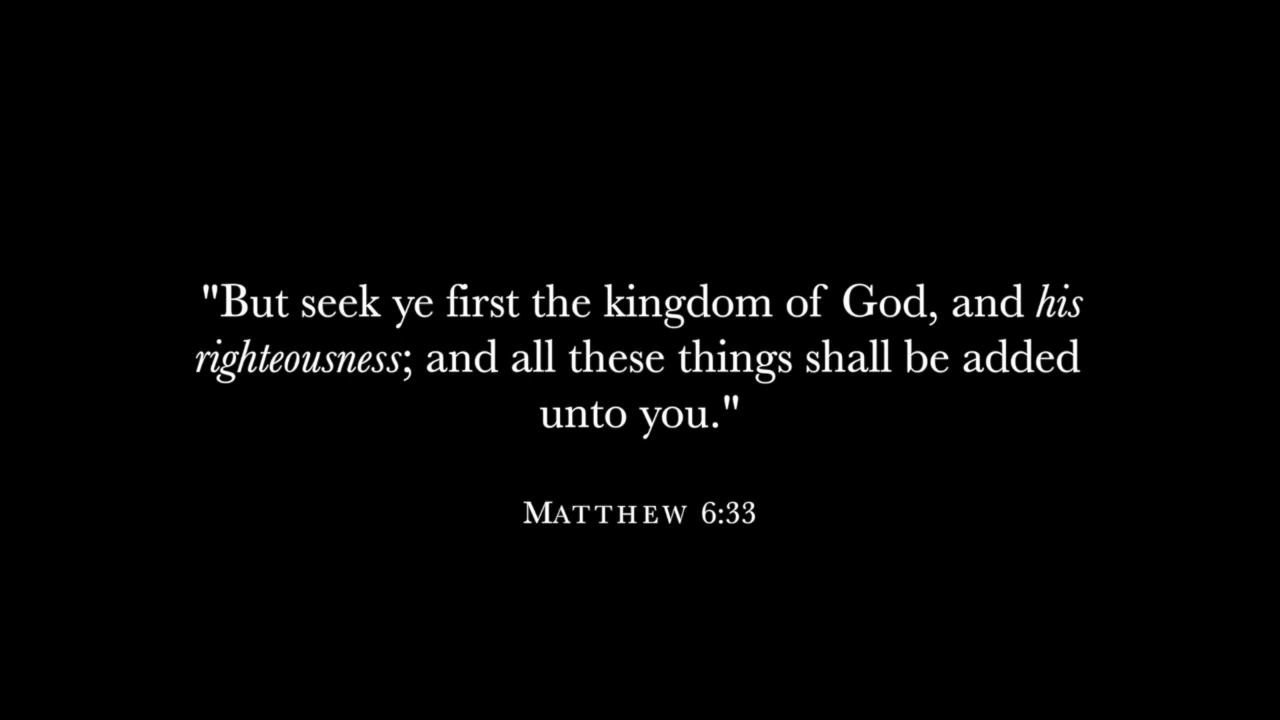 "But seek ye first the kingdom of God, and his
righteousness; and all these things shall be added
unto you."
MATTHEW 6:33